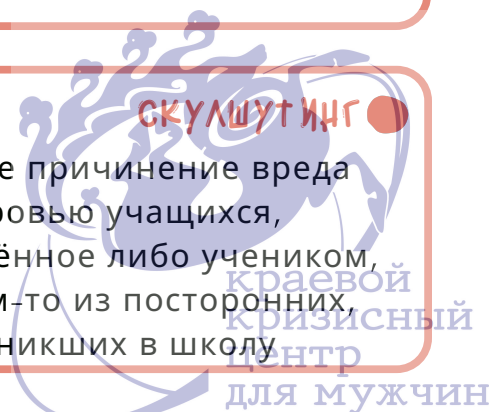 СКУЛШУТИНГ
е причинение вреда
ровью учащихся,
ённое либо учеником,
м-то из посторонних,
никших в школу
краевой
кризисный
центр
для мужчин